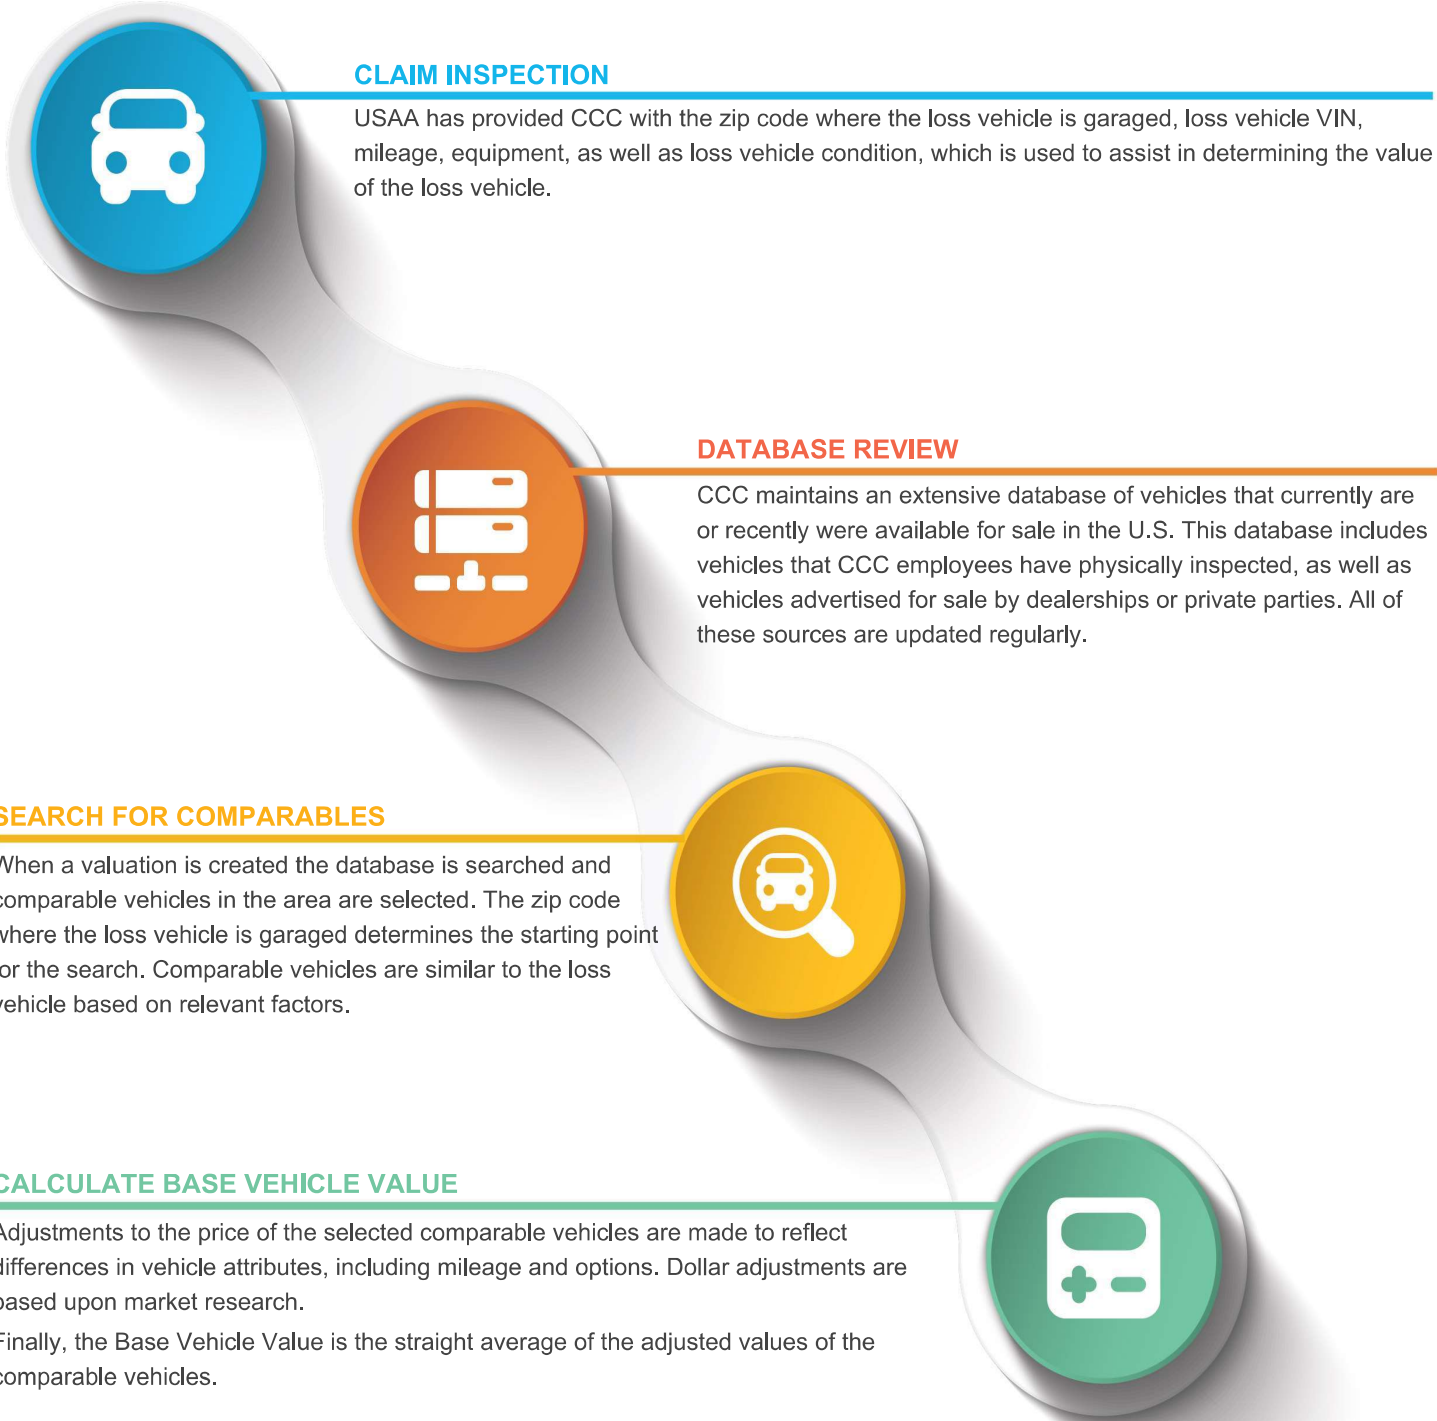 CLAIM INSPECTION
USAA has provided CCC with the zip code where the loss vehicle is garaged, loss vehicle VIN,
mileage, equipment, as well as loss vehicle condition, which is used to assist in determining the value
of the loss vehicle.
DATABASE REVIEW
CCC maintains an extensive database of vehicles that currently are
or recently were available for sale in the U.S. This database includes
vehicles that CCC employees have physically inspected, as well as
vehicles advertised for sale by dealerships or private parties. All of
these sources are updated regularly.
SEARCH FOR COMPARABLES
When a valuation is created the database is searched and
comparable vehicles in the area are selected. The zip code
where the loss vehicle is garaged determines the starting point
for the search. Comparable vehicles are similar to the loss
vehicle based on relevant factors.
CALCULATE BASE VEHICLE VALUE
Adjustments to the price of the selected comparable vehicles are made to reflect
differences in vehicle attributes, including mileage and options. Dollar adjustments are
based upon market research.
Finally, the Base Vehicle Value is the straight average of the adjusted values of the
comparable vehicles.